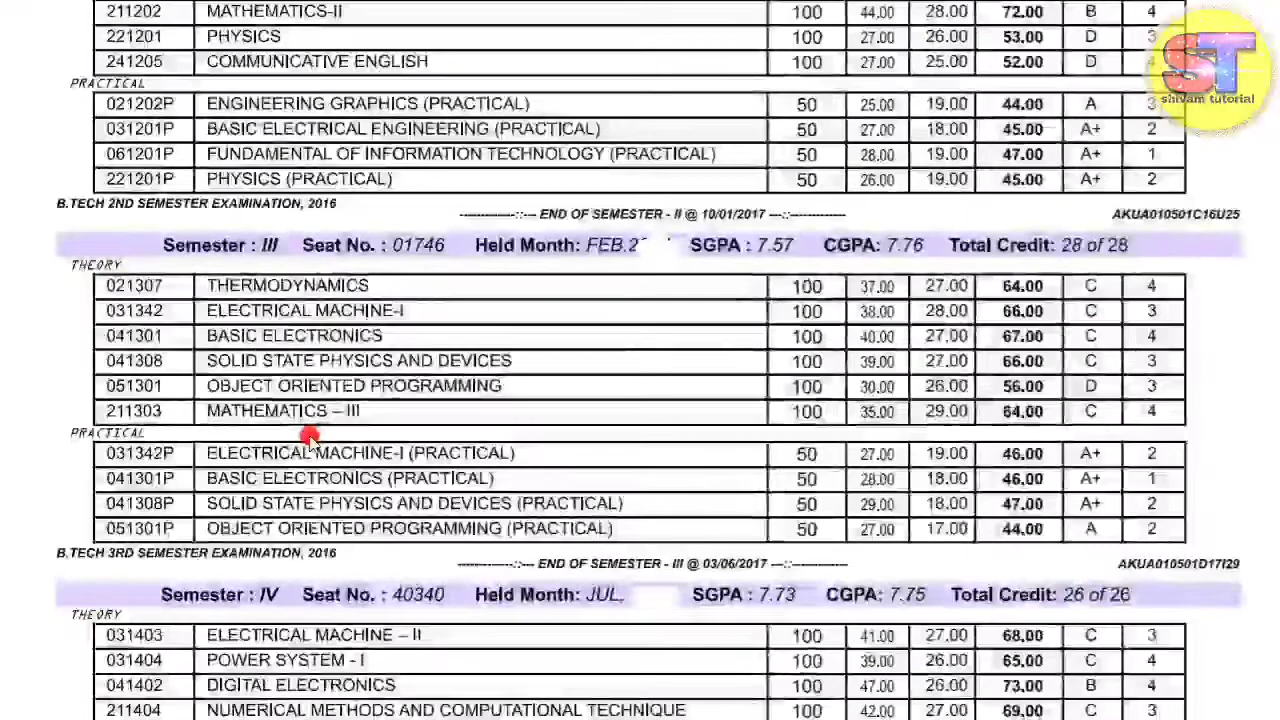 211202 MATHEMATICS-II 100 44.00 28.00 72.00 B 4
221201 PHYSICS 100 27.00 26.00 53.00 D 3
241205 COMMUNICATIVE ENGLISH 100 27.00 25.00 52.00 D
PRACTICAL
021202P ENGINEERING GRAPHICS (PRACTICAL) 50 25.00 19.00 44.00 A 3
031201P BASIC ELECTRICAL ENGINEERING (PRACTICAL) 50 27.00 18.00 45.00 A+ 2
061201P FUNDAMENTAL OF INFORMATION TECHNOLOGY (PRACTICAL) 50 28.00 19.00 47.00 A+ 1
221201P PHYSICS (PRACTICAL) 50 26.00 19.00 45.00 A+ 2
ST
shivam tutorial
B.TECH 2ND SEMESTER EXAMINATION, 2016 --------------::--- END OF SEMESTER - II @ 10/01/2017 ---::-------------- AKUA010501C16U25
Semester : III Seat No. : 01746 Held Month: FEB.2 SGPA : 7.57 CGPA: 7.76 Total Credit: 28 of 28
THEORY
021307 THERMODYNAMICS 100 37.00 27.00 64.00 C 4
031342 ELECTRICAL MACHINE-I 100 38.00 28.00 66.00 C 3
041301 BASIC ELECTRONICS 100 40.00 27.00 67.00 C 4
041308 SOLID STATE PHYSICS AND DEVICES 100 39.00 27.00 66.00 C 3
051301 OBJECT ORIENTED PROGRAMMING 100 30.00 26.00 56.00 D 3
211303 MATHEMATICS – III 100 35.00 29.00 64.00 C 4
PRACTICAL
031342P ELECTRICAL MACHINE-I (PRACTICAL) 50 27.00 19.00 46.00 A+ 2
041301P BASIC ELECTRONICS (PRACTICAL) 50 28.00 18.00 46.00 A+ 1
041308P SOLID STATE PHYSICS AND DEVICES (PRACTICAL) 50 29.00 18.00 47.00 A+ 2
051301P OBJECT ORIENTED PROGRAMMING (PRACTICAL) 50 27.00 17.00 44.00 A 2
B.TECH 3RD SEMESTER EXAMINATION, 2016 --------------::--- END OF SEMESTER - III @ 03/06/2017 ---::-------------- AKUA010501D17I29
Semester : IV Seat No. : 40340 Held Month: JUL. SGPA : 7.73 CGPA: 7.75 Total Credit: 26 of 26
THEORY
031403 ELECTRICAL MACHINE – II 100 41.00 27.00 68.00 C 3
031404 POWER SYSTEM - I 100 39.00 26.00 65.00 C 4
041402 DIGITAL ELECTRONICS 100 47.00 26.00 73.00 B 4
211404 NUMERICAL METHODS AND COMPUTATIONAL TECHNIQUE 100 42.00 27.00 69.00 C 3